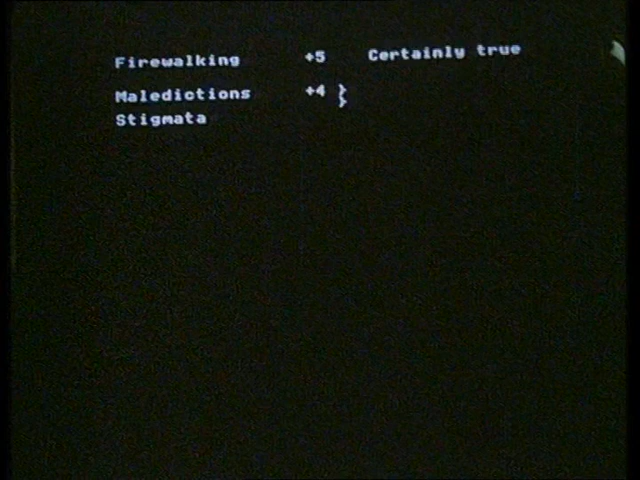 Firewalking +5 Certainly true
Maledictions +4 }
Stigmata }